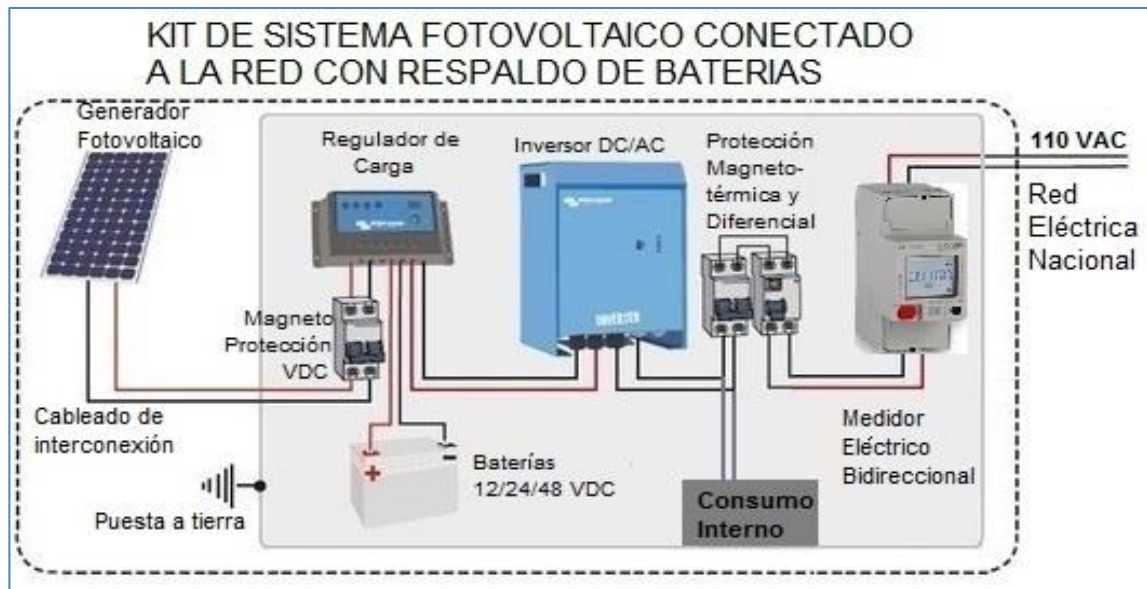 KIT DE SISTEMA FOTOVOLTAICO CONECTADO
A LA RED CON RESPALDO DE BATERIAS
Generador
Fotovoltaico
Regulador de
Carga
Inversor DC/AC
Protección
Magneto-
térmica y
Diferencial
110 VAC
Red
Eléctrica
Nacional
Magneto
Protección
VDC
INVERTER
Cableado de
interconexión
Baterías
12/24/48 VDC
Medidor
Eléctrico
Bidireccional
Puesta a tierra
Consumo
Interno